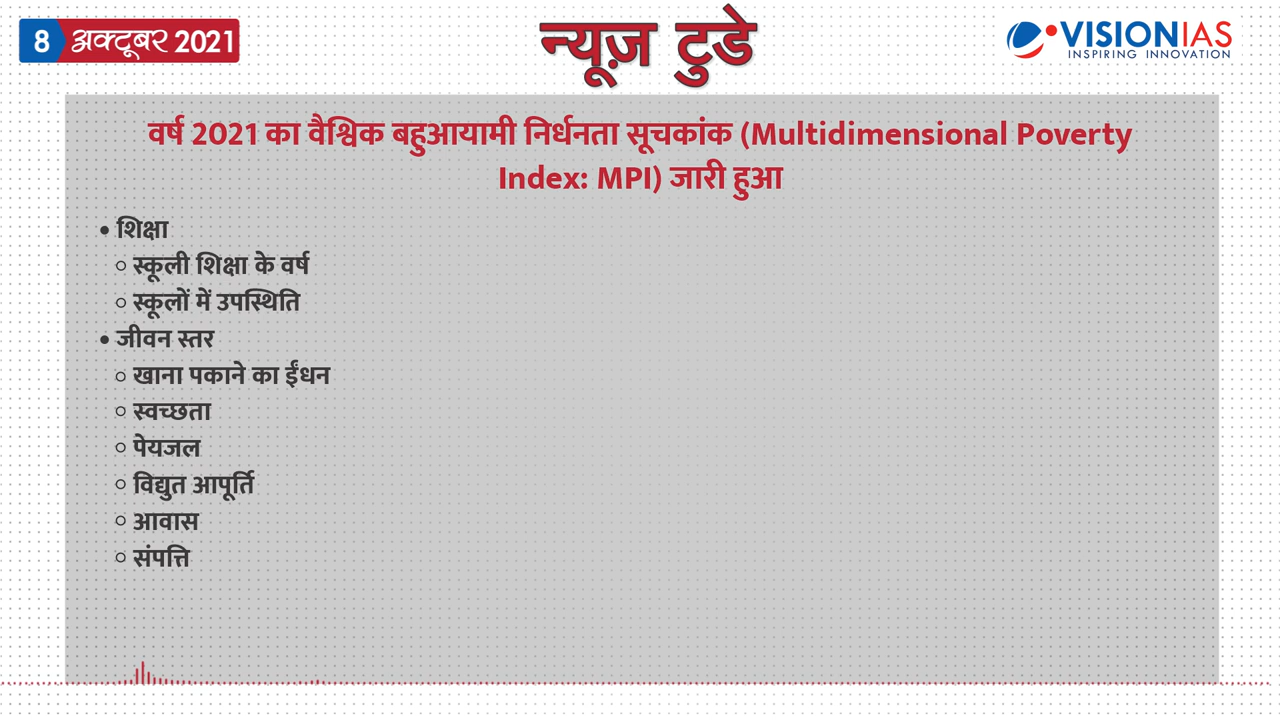 8 अक्टूबर 2021
न्यूज़ टुडे
VISIONIAS
INSPIRING INNOVATION
वर्ष 2021 का वैश्विक बहुआयामी निर्धनता सूचकांक (Multidimensional Poverty
Index: MPI) जारी हुआ
• शिक्षा
○ स्कूली शिक्षा के वर्ष
○ स्कूलों में उपस्थिति
• जीवन स्तर
○ खाना पकाने का ईंधन
○ स्वच्छता
○ पेयजल
○ विद्युत आपूर्ति
○ आवास
○ संपत्ति